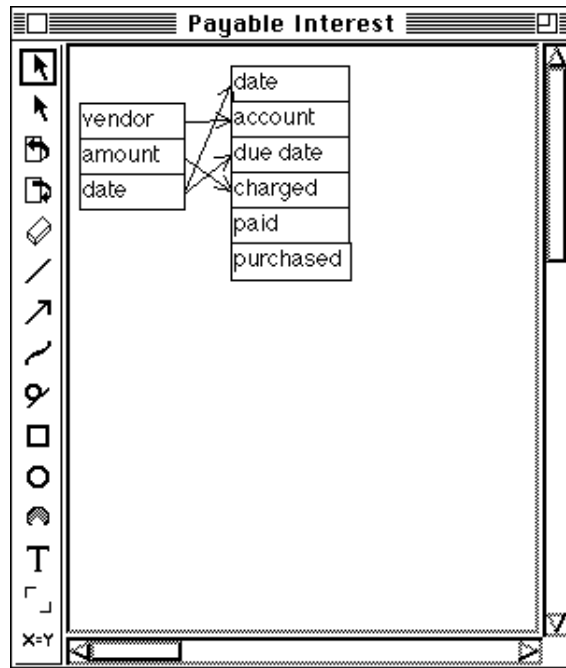 Payable Interest
vendor
amount
date
date
account
due date
charged
paid
purchased
T
X=Y